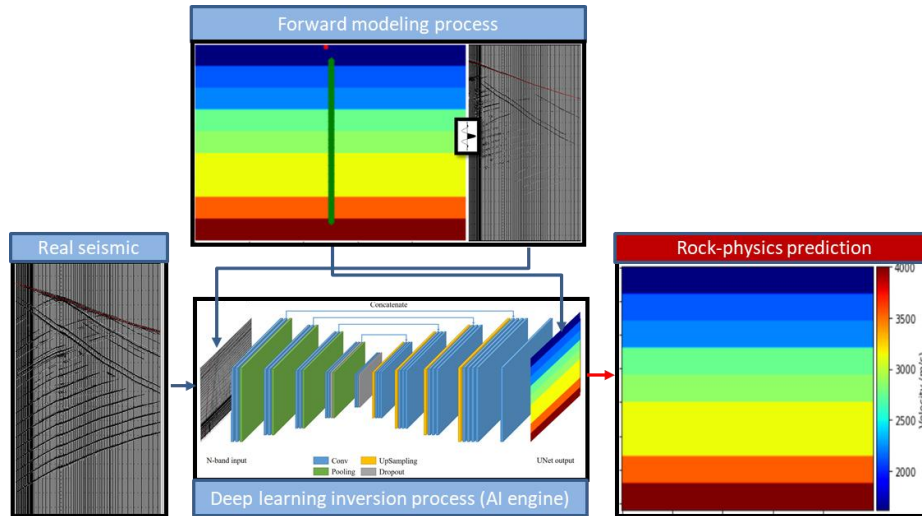 Forward modeling process
Real seismic
Rock-physics prediction
Concatenate
N-band input
Conv
UpSampling
Pooling
Dropout
UNet output
Deep learning inversion process (AI engine)
4000
3500
3000
2500
2000
Velocity (m/s)